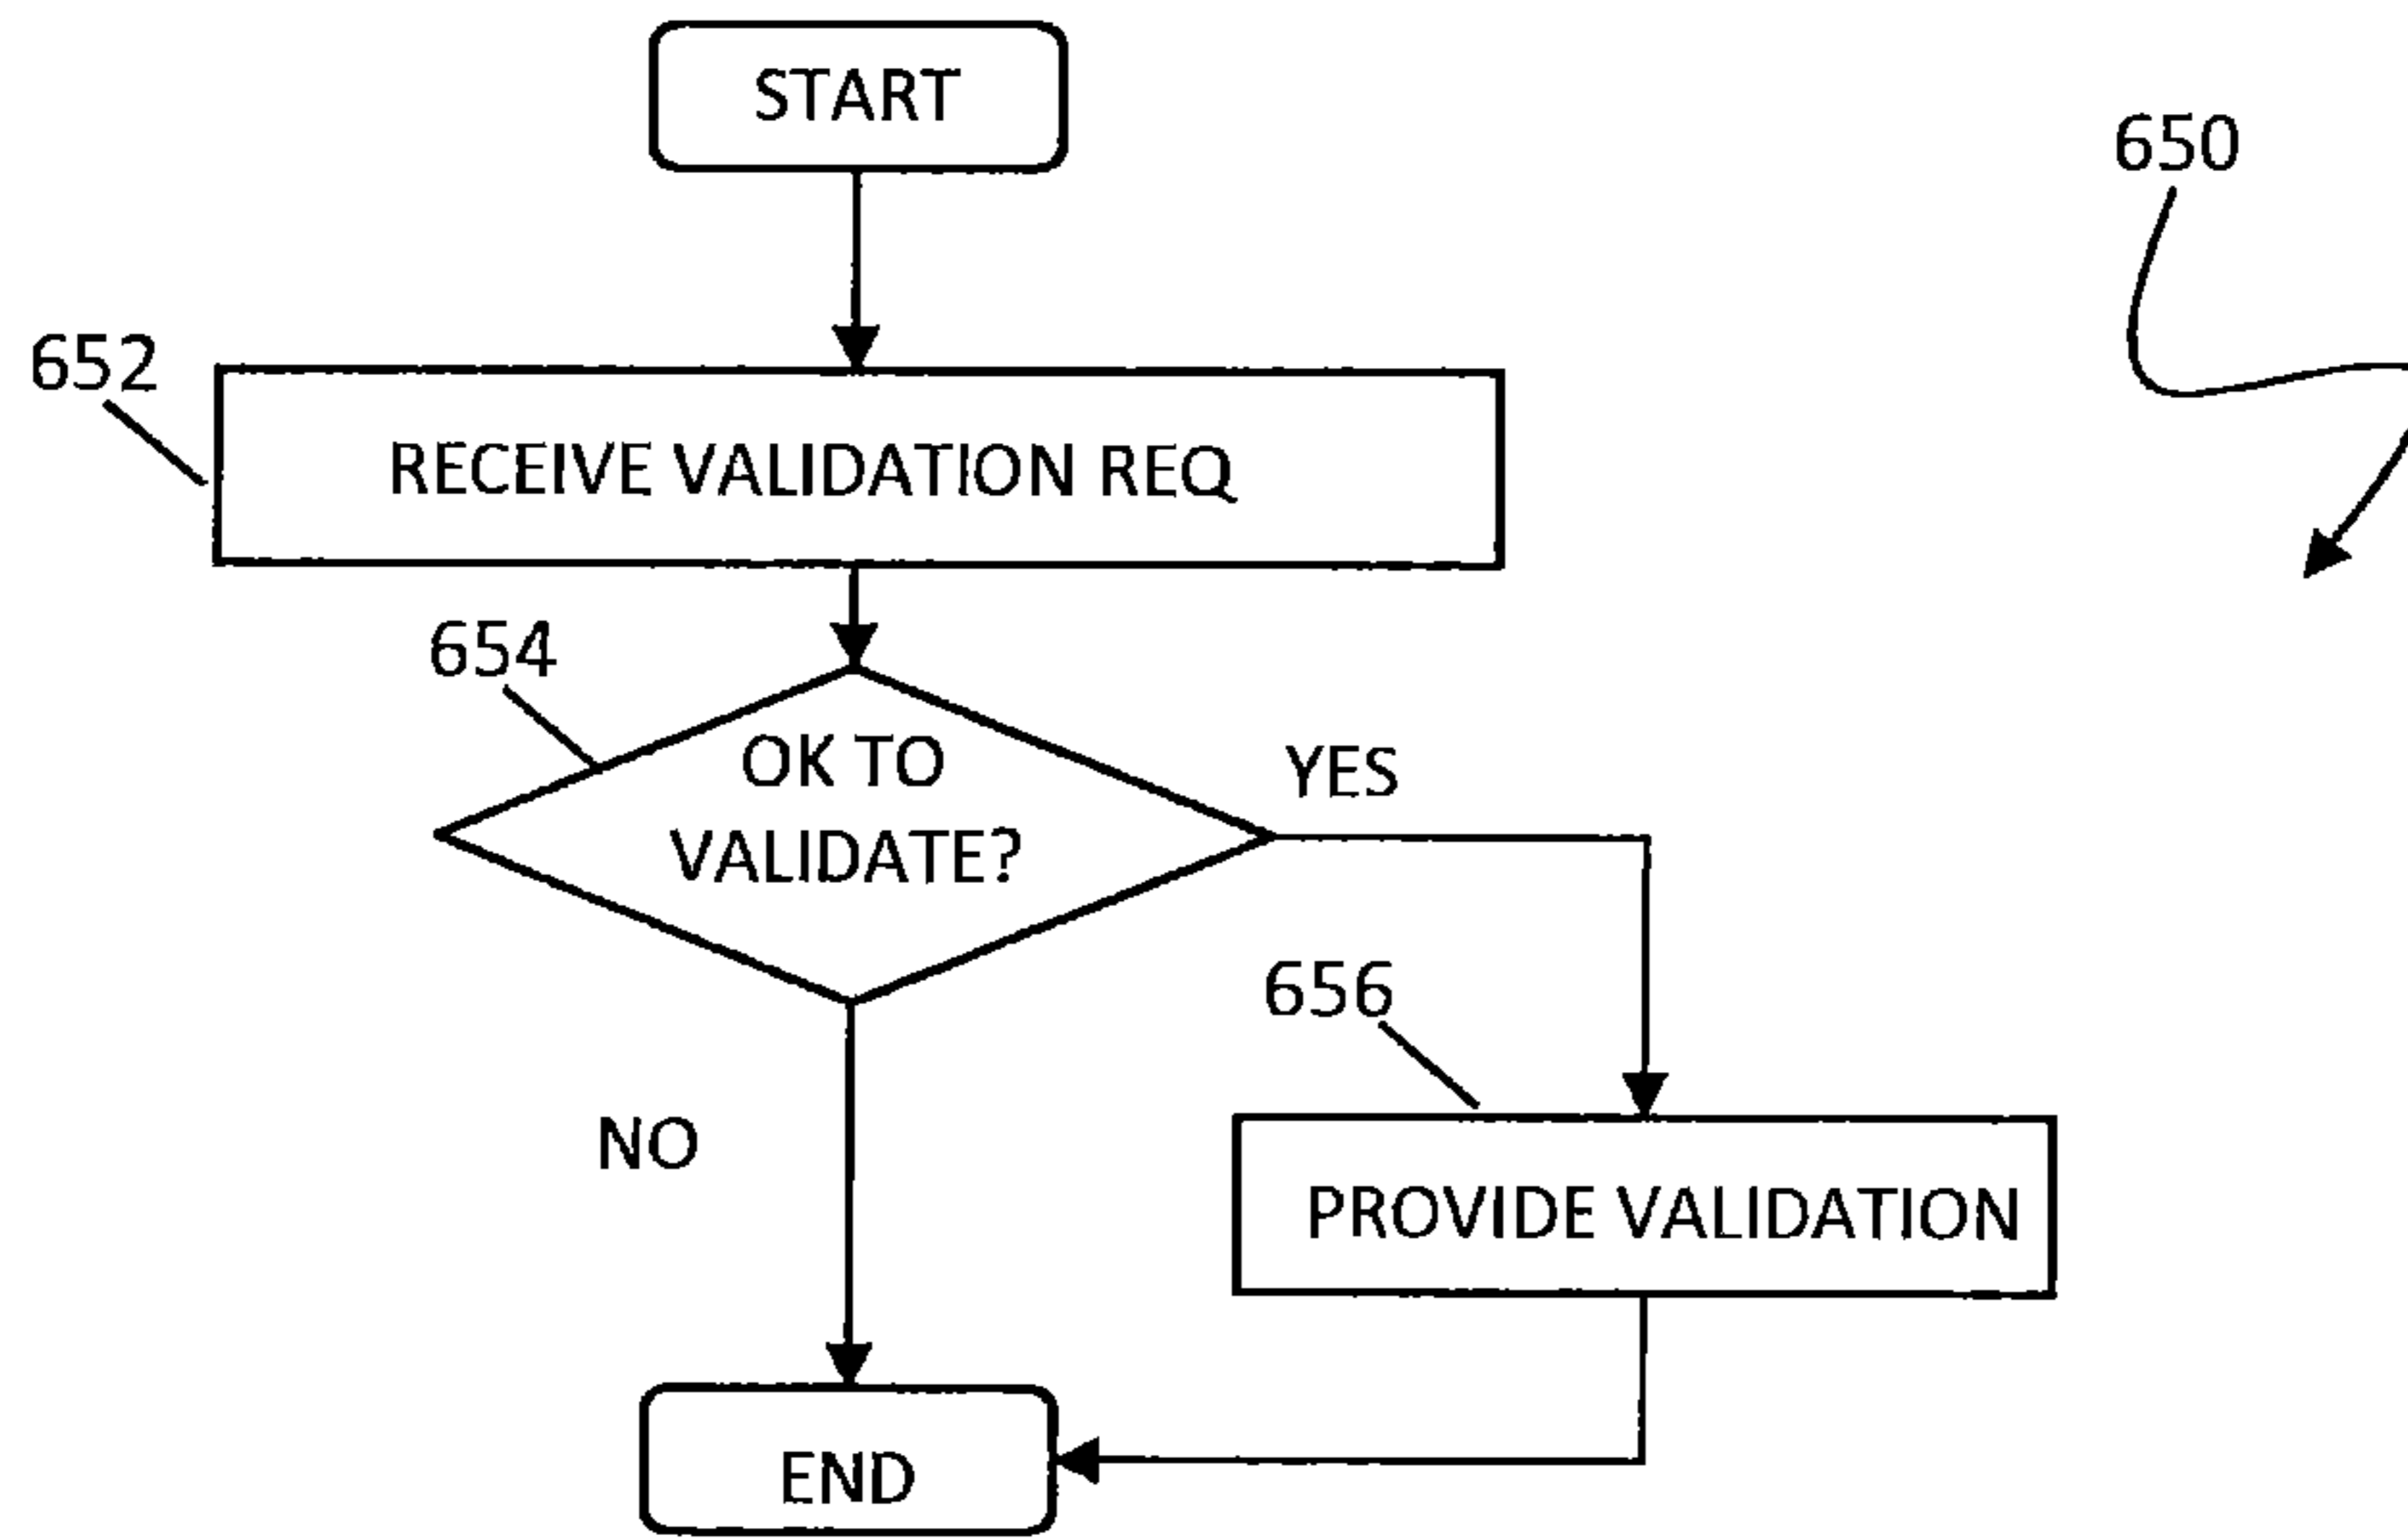 START
650
652
RECEIVE VALIDATION REQ
654
OK TO
VALIDATE?
YES
656
NO
PROVIDE VALIDATION
END